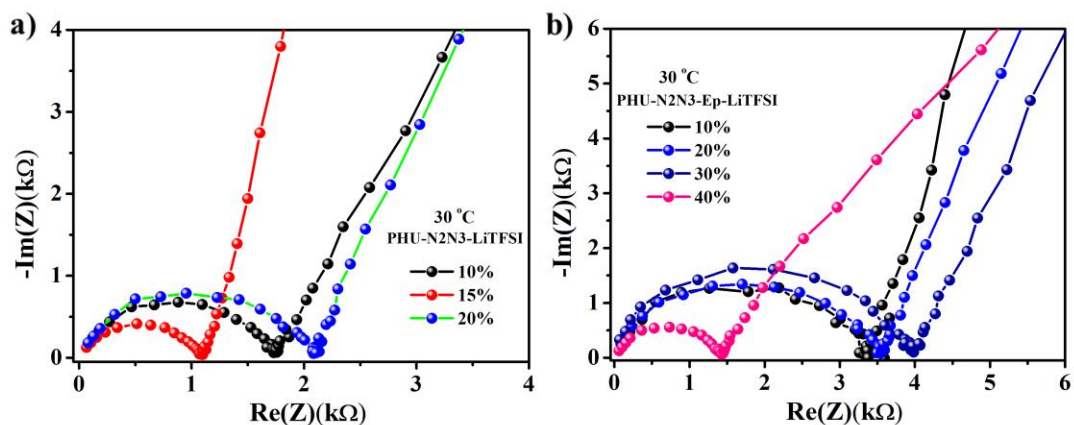 a)
4
3
2
1
0
-Im(Z)(kΩ)
30 °C
PHU-N2N3-LiTFSI
10%
15%
20%
0 1 2 3 4
Re(Z)(kΩ)
b)
6
5
4
3
2
1
0
-Im(Z)(kΩ)
30 °C
PHU-N2N3-Ep-LiTFSI
10%
20%
30%
40%
0 1 2 3 4 5 6
Re(Z)(kΩ)